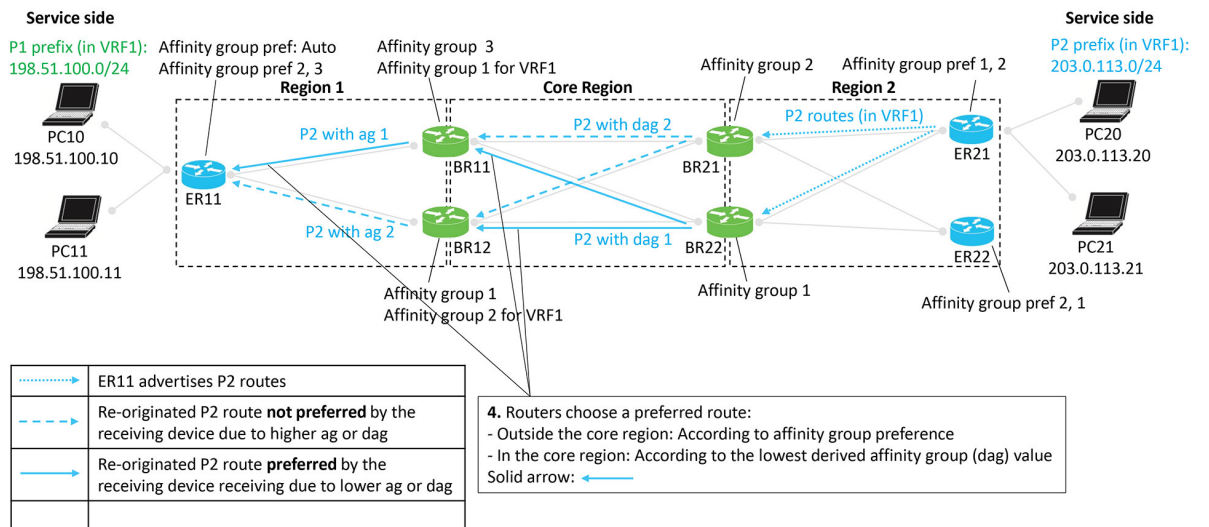 Service side
P1 prefix (in VRF1):
198.51.100.0/24
PC10
198.51.100.10
PC11
198.51.100.11
Affinity group pref: Auto
Affinity group pref 2, 3
Affinity group 3
Affinity group 1 for VRF1
Affinity group 2
Affinity group pref 1, 2
Service side
P2 prefix (in VRF1):
203.0.113.0/24
Region 1
Core Region
Region 2
P2 with ag 1
P2 with dag 2
P2 routes (in VRF1)
BR11
BR21
ER21
PC20
203.0.113.20
ER11
P2 with ag 2
BR12
P2 with dag 1
BR22
ER22
PC21
203.0.113.21
Affinity group 1
Affinity group 2 for VRF1
Affinity group 1
Affinity group pref 2, 1
ER11 advertises P2 routes
Re-originated P2 route not preferred by the
receiving device due to higher ag or dag
Re-originated P2 route preferred by the
receiving device receiving due to lower ag or dag
4. Routers choose a preferred route:
- Outside the core region: According to affinity group preference
- In the core region: According to the lowest derived affinity group (dag) value
Solid arrow: